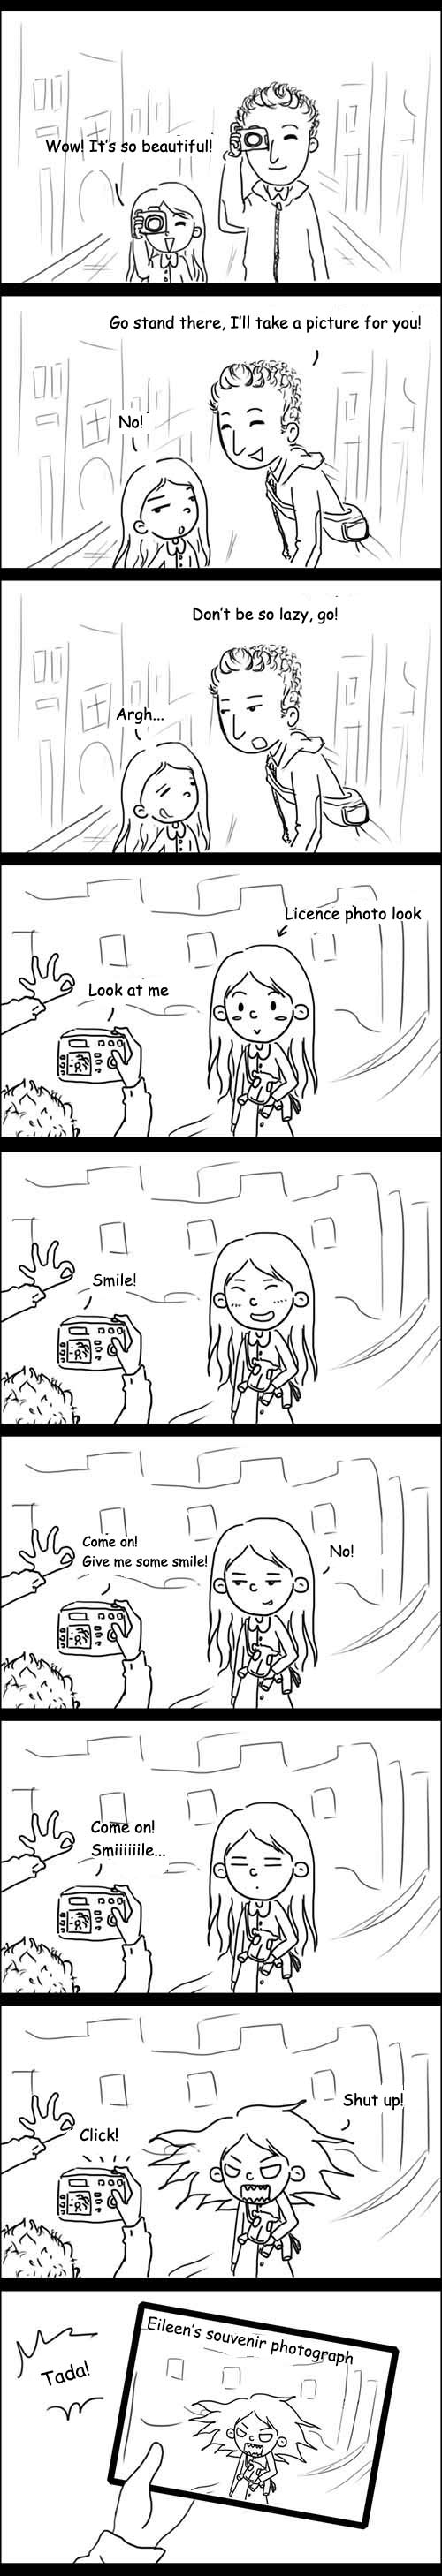 Wow! It's so beautiful!
Go stand there, I'll take a picture for you!
No!
Don't be so lazy, go!
Argh...
Licence photo look
Look at me
Smile!
Come on!
Give me some smile!
No!
Come on!
Smiiiiiile...
Shut up!
Click!
Eileen's souvenir photograph
Tada!